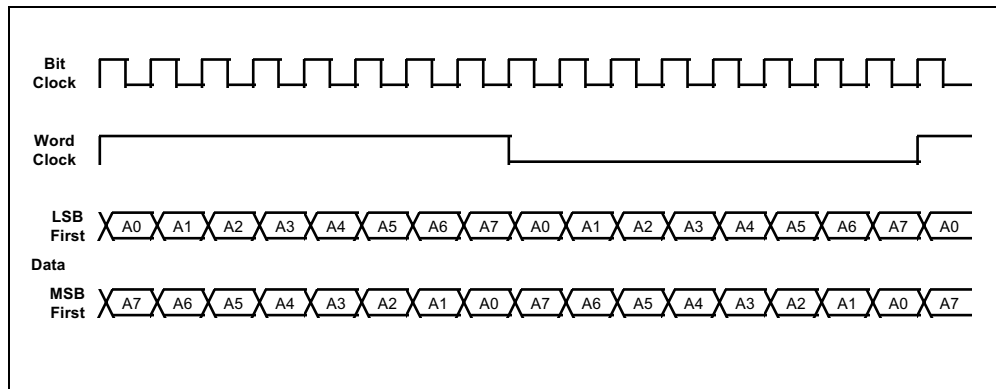 Bit
Clock
Word
Clock
LSB
First
A0 A1 A2 A3 A4 A5 A6 A7 A0 A1 A2 A3 A4 A5 A6 A7 A0
Data
MSB
First
A7 A6 A5 A4 A3 A2 A1 A0 A7 A6 A5 A4 A3 A2 A1 A0 A7